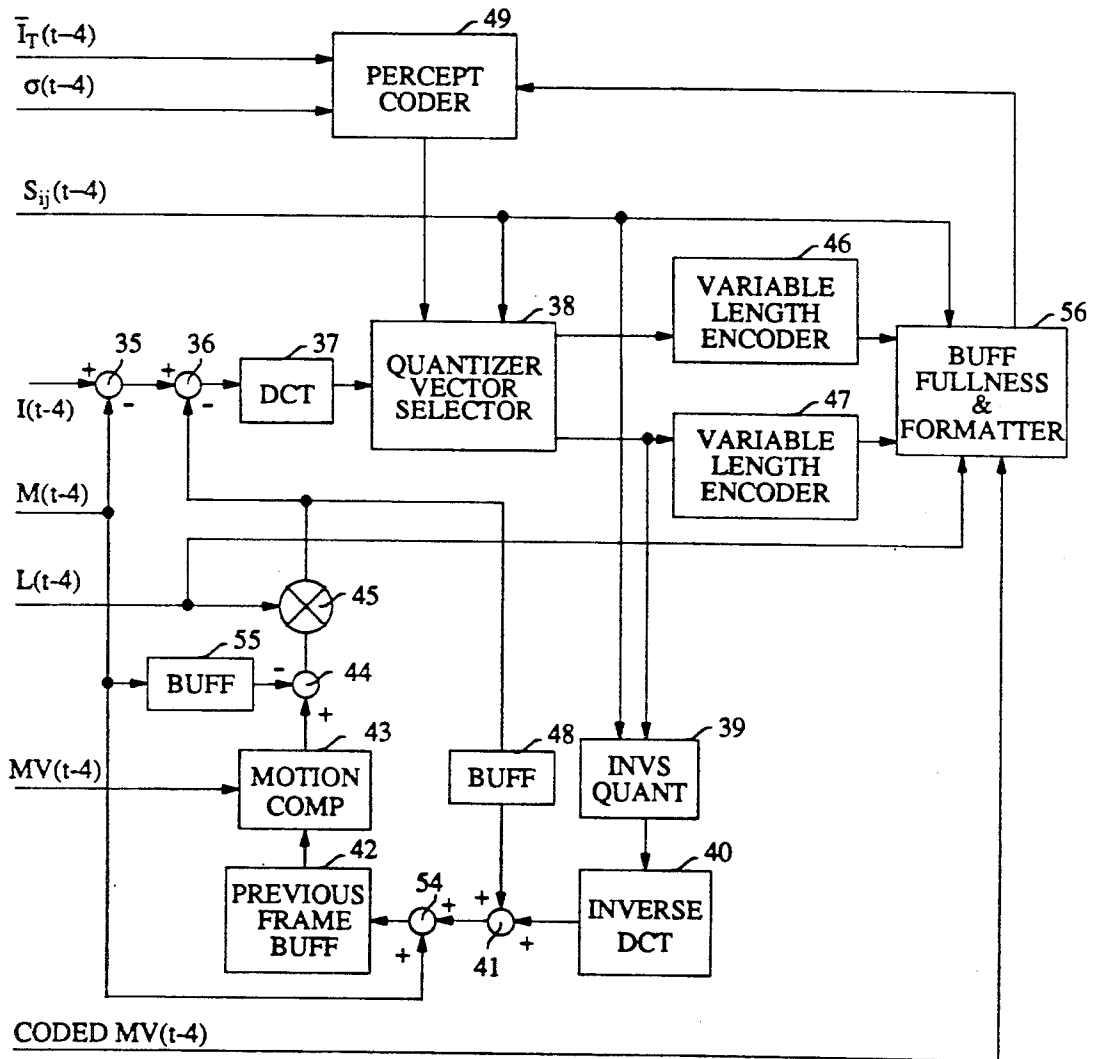 ĪT(t-4)
49
PERCEPT
CODER
σ(t-4)
Sij(t-4)
46
VARIABLE
LENGTH
ENCODER
38
56
35
36
37
+
-
+
-
I(t-4)
DCT
QUANTIZER
VECTOR
SELECTOR
BUFF
FULLNESS
&
FORMATTER
47
VARIABLE
LENGTH
ENCODER
M(t-4)
L(t-4)
45
55
BUFF
-
44
+
43
48
39
MV(t-4)
MOTION
COMP
BUFF
INVS
QUANT
42
40
54
PREVIOUS
FRAME
BUFF
+
+
+
+
41
INVERSE
DCT
CODED MV(t-4)